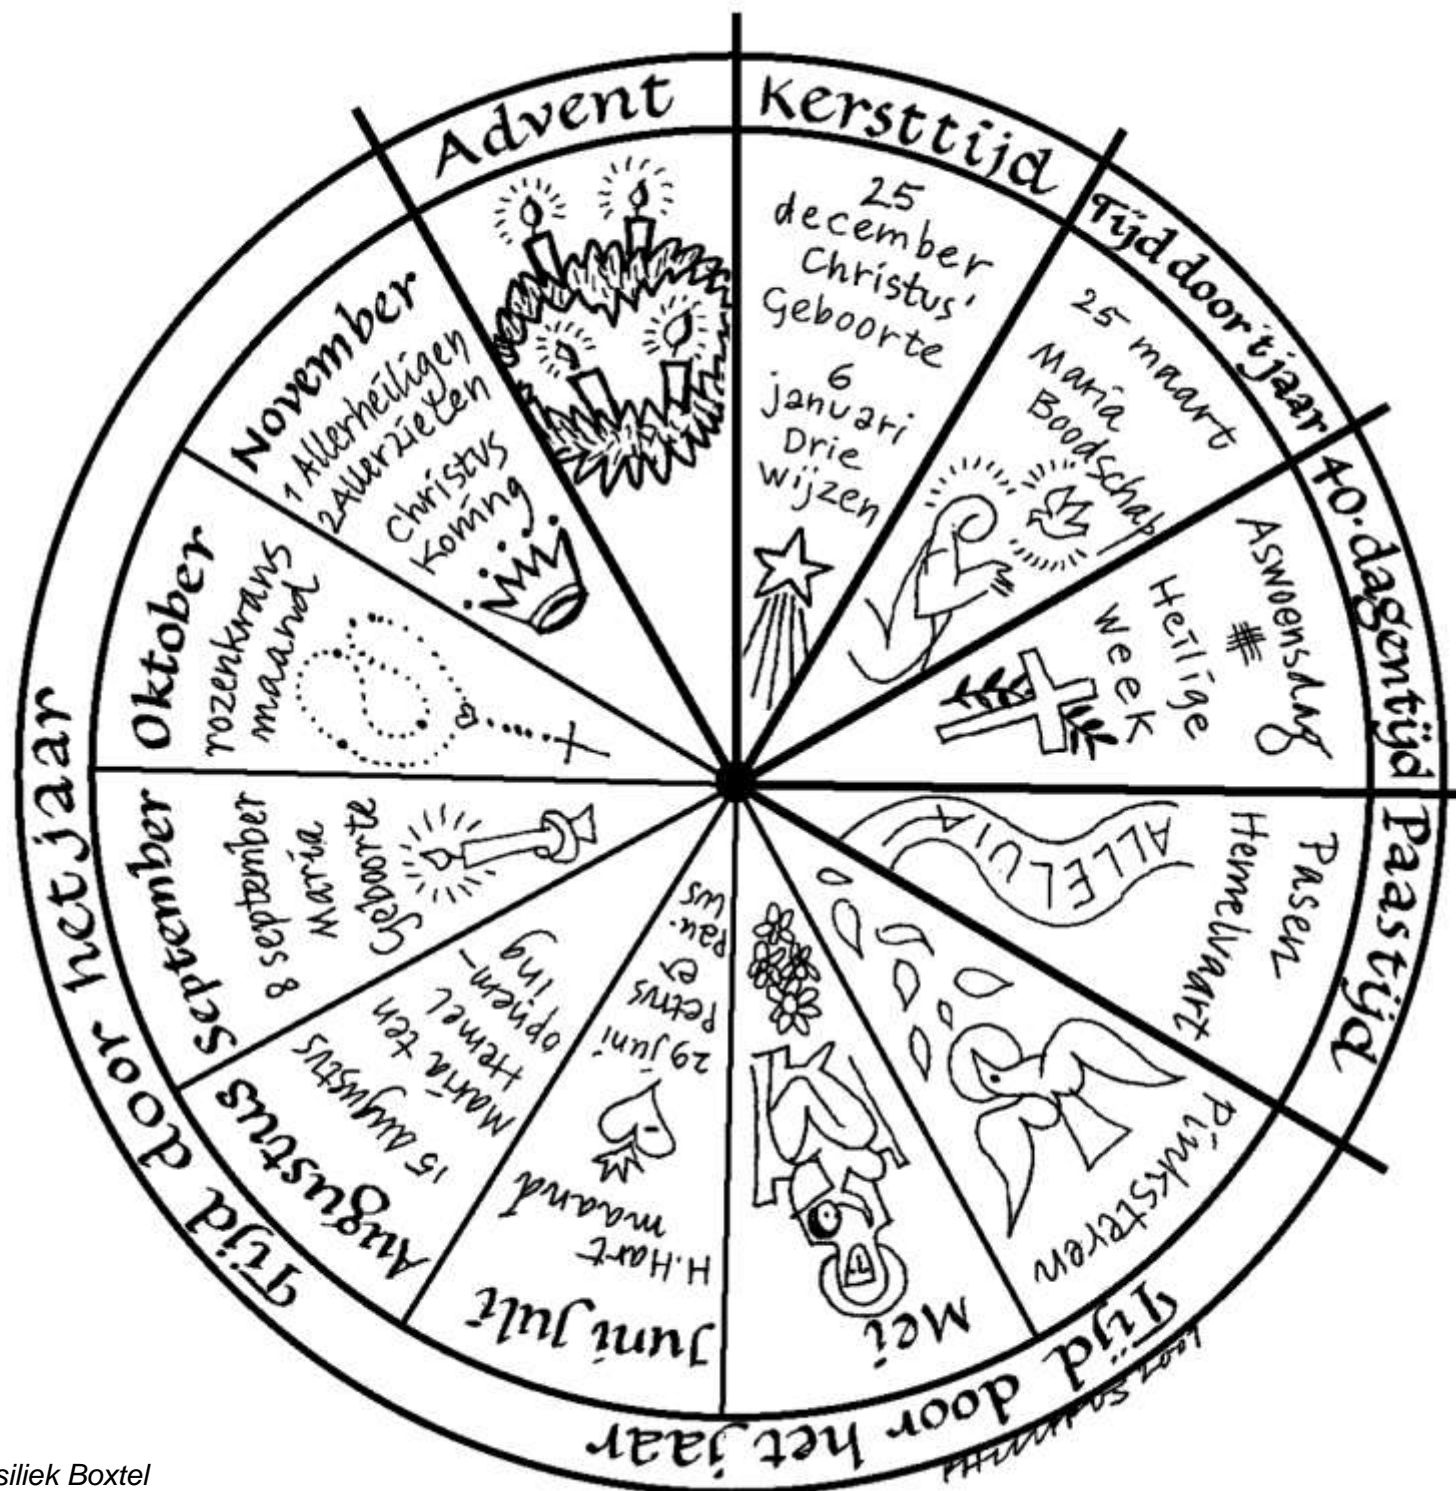 Advent
Kersttijd
25
december
Christus'
Geboorte
6
januari
Drie
wijzen
Tijd door 't jaar
25 maart
Maria
Boodschap
40-dagentijd
Aswoensdag
Heilige
week
Paastijd
Pasen
Hemelvaart
ALLELUIA
Pinksteren
Tijd door het jaar
Mei
Juni juli
H. Hart
maand
29 juni
Petrus
en
Pau-
lus
Augustus
15 augustus
Maria ten
Hemel
opnem-
ing
Tijd door het jaar
September
8 september
Maria
Geboorte
Oktober
rozenkrans
maand
November
1 Allerheiligen
2 Allerzielen
Christus
Koning
siliek Boxtel